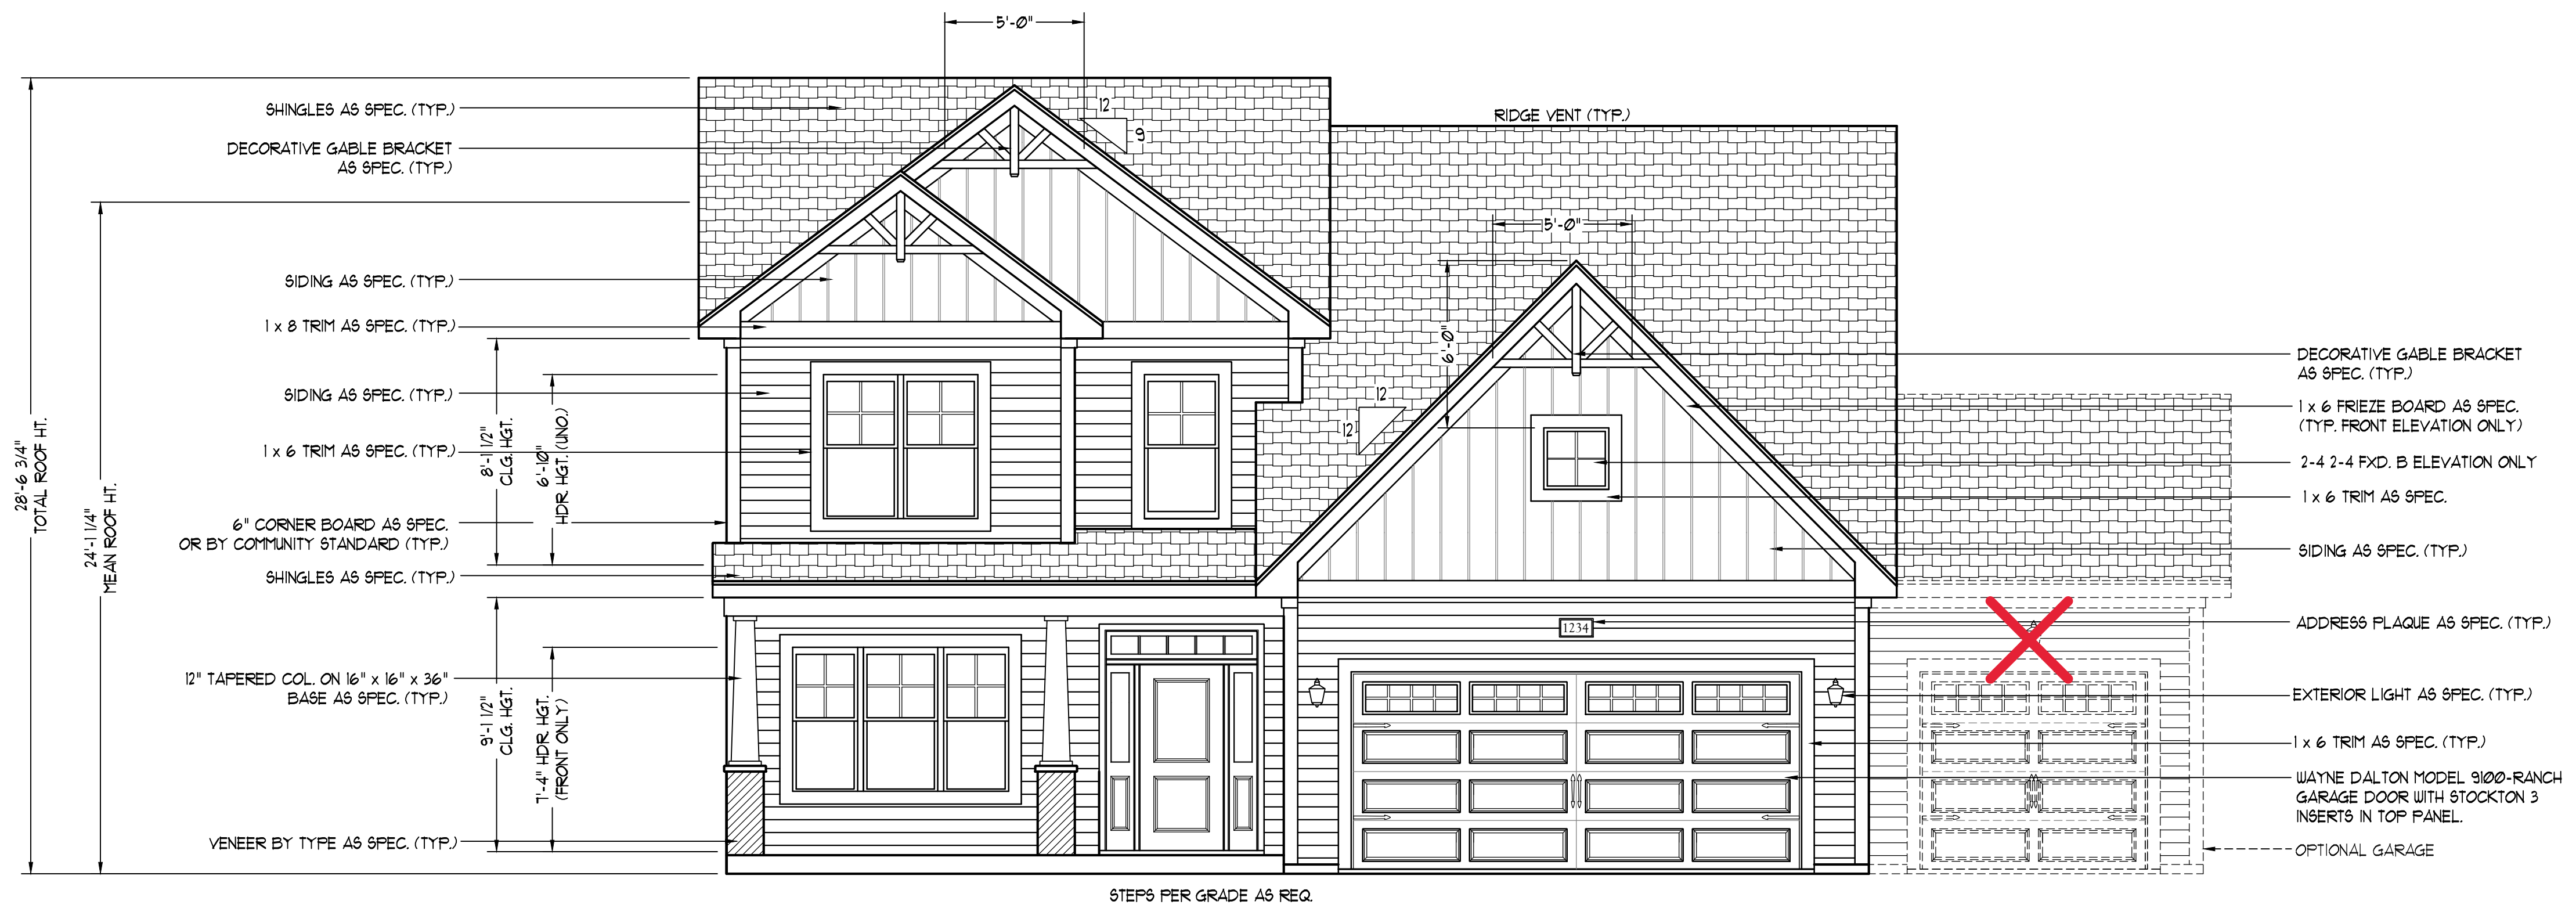 5'-0"
SHINGLES AS SPEC. (TYP.)
12
9
RIDGE VENT (TYP.)
DECORATIVE GABLE BRACKET
AS SPEC. (TYP.)
5'-0"
SIDING AS SPEC. (TYP.)
1 x 8 TRIM AS SPEC. (TYP.)
6'-0"
SIDING AS SPEC. (TYP.)
1 x 6 TRIM AS SPEC. (TYP.)
28'-6 3/4"
TOTAL ROOF HT.
24'-1 1/4"
MEAN ROOF HT.
8'-1 1/2"
CLG. HGT.
6'-10"
HDR. HGT. (UNO.)
12
12
6" CORNER BOARD AS SPEC.
OR BY COMMUNITY STANDARD (TYP.)
SHINGLES AS SPEC. (TYP.)
12" TAPERED COL. ON 16" x 16" x 36"
BASE AS SPEC. (TYP.)
9'-1 1/2"
CLG. HGT.
7'-4" HDR HGT.
(FRONT ONLY)
VENEER BY TYPE AS SPEC. (TYP.)
1234
DECORATIVE GABLE BRACKET
AS SPEC. (TYP.)
1 x 6 FRIEZE BOARD AS SPEC.
(TYP. FRONT ELEVATION ONLY)
2-4 2-4 FXD. B ELEVATION ONLY
1 x 6 TRIM AS SPEC.
SIDING AS SPEC. (TYP.)
ADDRESS PLAQUE AS SPEC. (TYP.)
EXTERIOR LIGHT AS SPEC. (TYP.)
1 x 6 TRIM AS SPEC. (TYP.)
WAYNE DALTON MODEL 9100-RANCH
GARAGE DOOR WITH STOCKTON 3
INSERTS IN TOP PANEL.
OPTIONAL GARAGE
STEPS PER GRADE AS REQ.